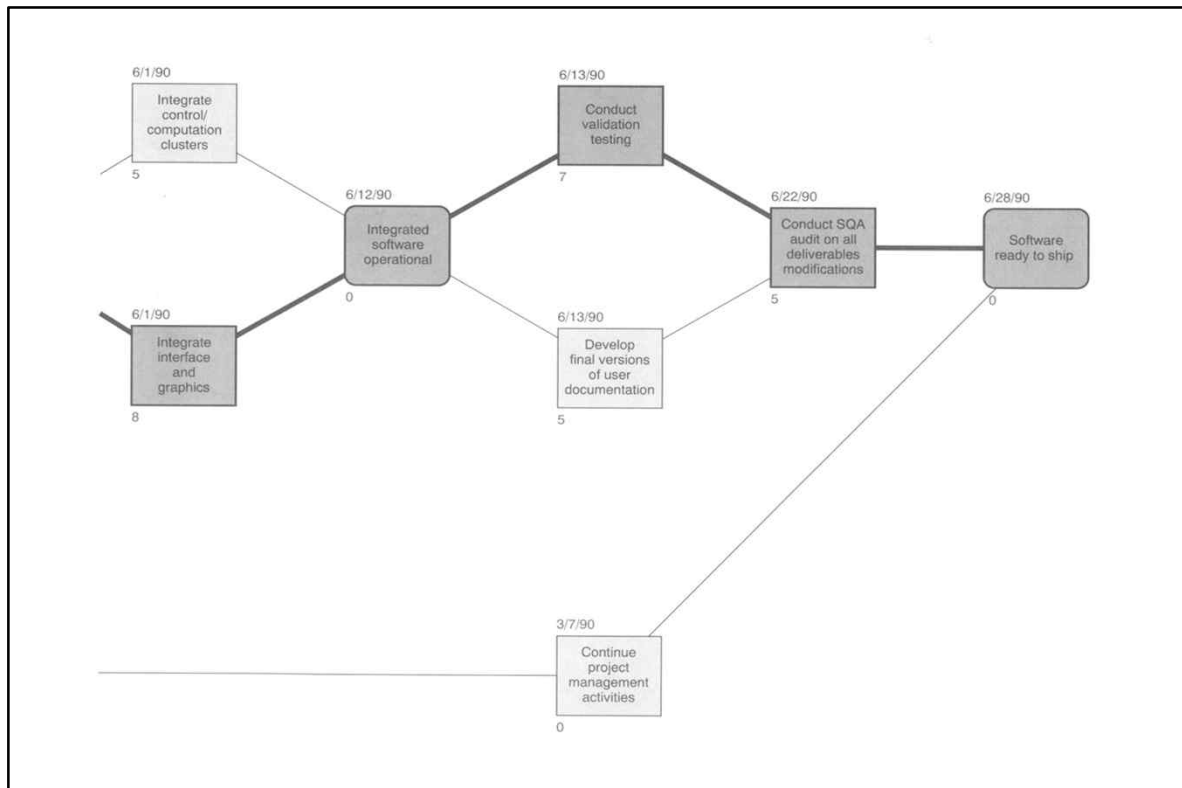 6/1/90
Integrate
control/
computation
clusters
5
6/12/90
Integrated
software
operational
0
6/1/90
Integrate
interface
and
graphics
8
6/13/90
Conduct
validation
testing
7
6/13/90
Develop
final versions
of user
documentation
5
6/22/90
Conduct SQA
audit on all
deliverables
modifications
5
6/28/90
Software
ready to ship
0
3/7/90
Continue
project
management
activities
0